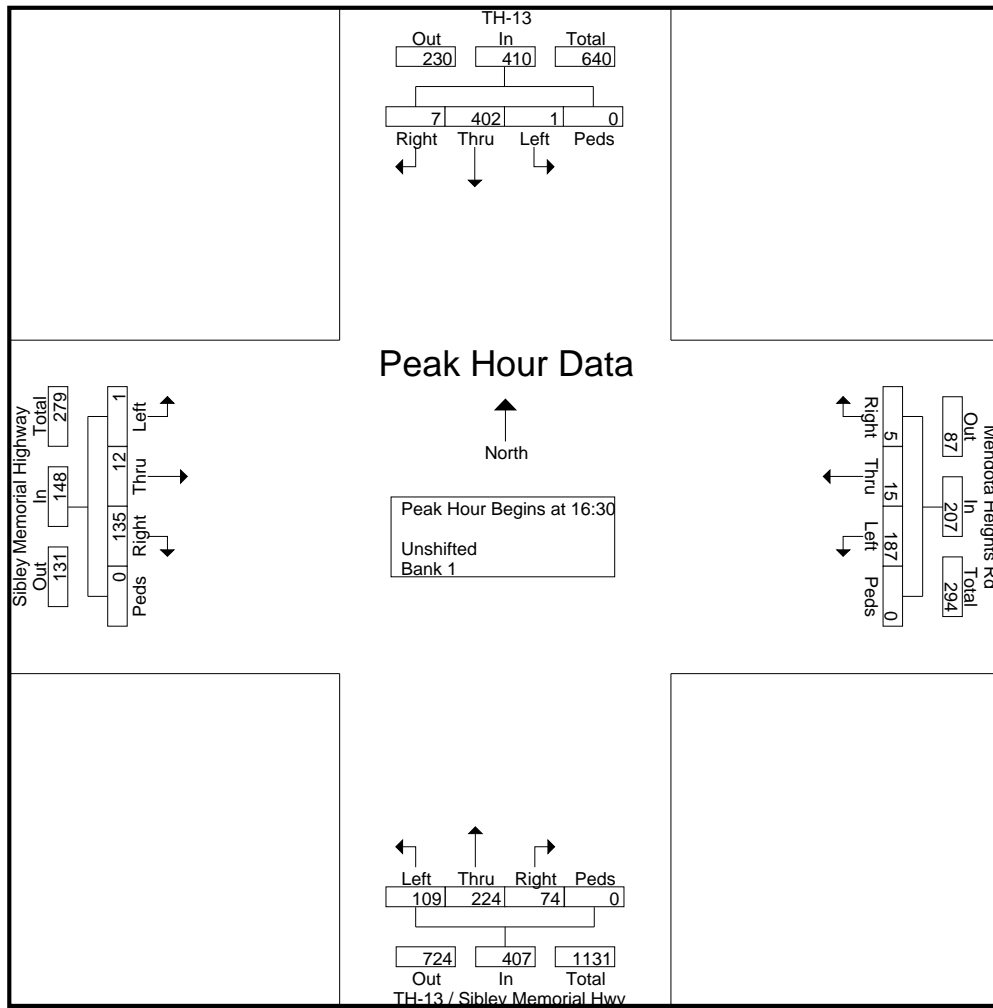 TH-13
Out In Total
230 410 640
7 402 1 0
Right Thru Left Peds
Peak Hour Data
North
Peak Hour Begins at 16:30
Unshifted
Bank 1
Sibley Memorial Highway
Out In Total
131 148 279
0 135 12 1
Peds Right Thru Left
Mendota Heights Rd
Out In Total
87 207 294
5 15 187 0
Right Thru Left Peds
Left Thru Right Peds
109 224 74 0
724 407 1131
Out In Total
TH-13 / Sibley Memorial Hwy